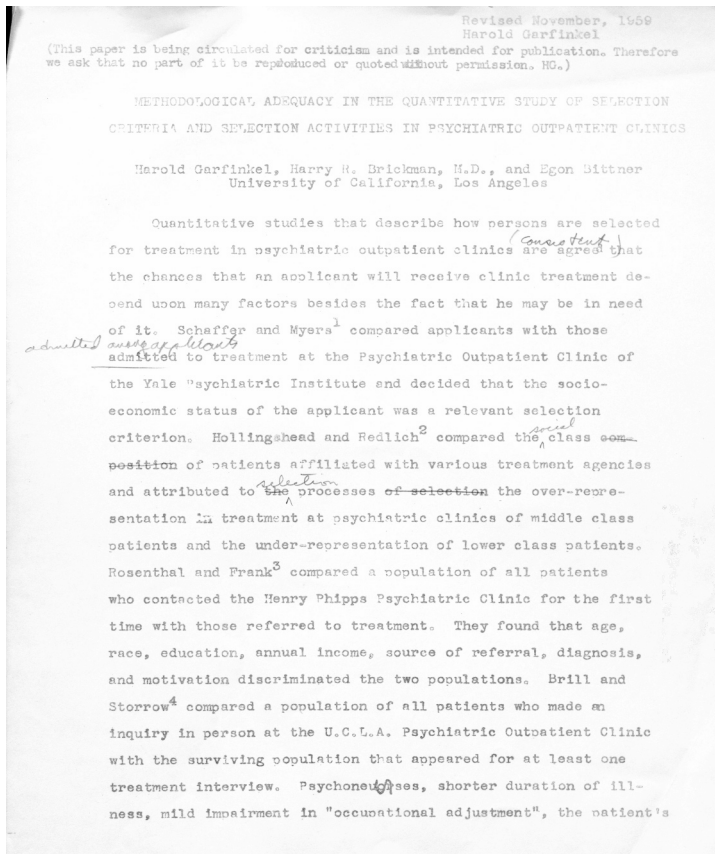 Revised November, 1959
Harold Garfinkel
(This paper is being circulated for criticism and is intended for publication. Therefore
we ask that no part of it be reproduced or quoted without permission. HG.)
METHODOLOGICAL ADEQUACY IN THE QUANTITATIVE STUDY OF SELECTION
CRITERIA AND SELECTION ACTIVITIES IN PSYCHIATRIC OUTPATIENT CLINICS
Harold Garfinkel, Harry R. Brickman, M.D., and Egon Bittner
University of California, Los Angeles
Quantitative studies that describe how persons are selected
(consistent)
for treatment in psychiatric outpatient clinics are agreed that
the chances that an applicant will receive clinic treatment de-
pend upon many factors besides the fact that he may be in need
of it. Schaffer and Myers1 compared applicants with those
admitted among applicants
admitted to treatment at the Psychiatric Outpatient Clinic of
the Yale Psychiatric Institute and decided that the socio-
economic status of the applicant was a relevant selection
social
criterion. Hollingshead and Redlich2 compared the class com-
position of patients affiliated with various treatment agencies
selection
and attributed to the processes of selection the over-repre-
sentation in treatment at psychiatric clinics of middle class
patients and the under-representation of lower class patients.
Rosenthal and Frank3 compared a population of all patients
who contacted the Henry Phipps Psychiatric Clinic for the first
time with those referred to treatment. They found that age,
race, education, annual income, source of referral, diagnosis,
and motivation discriminated the two populations. Brill and
Storrow4 compared a population of all patients who made an
inquiry in person at the U.C.L.A. Psychiatric Outpatient Clinic
with the surviving population that appeared for at least one
treatment interview. Psychoneuroses, shorter duration of ill-
ness, mild impairment in "occupational adjustment", the patient's